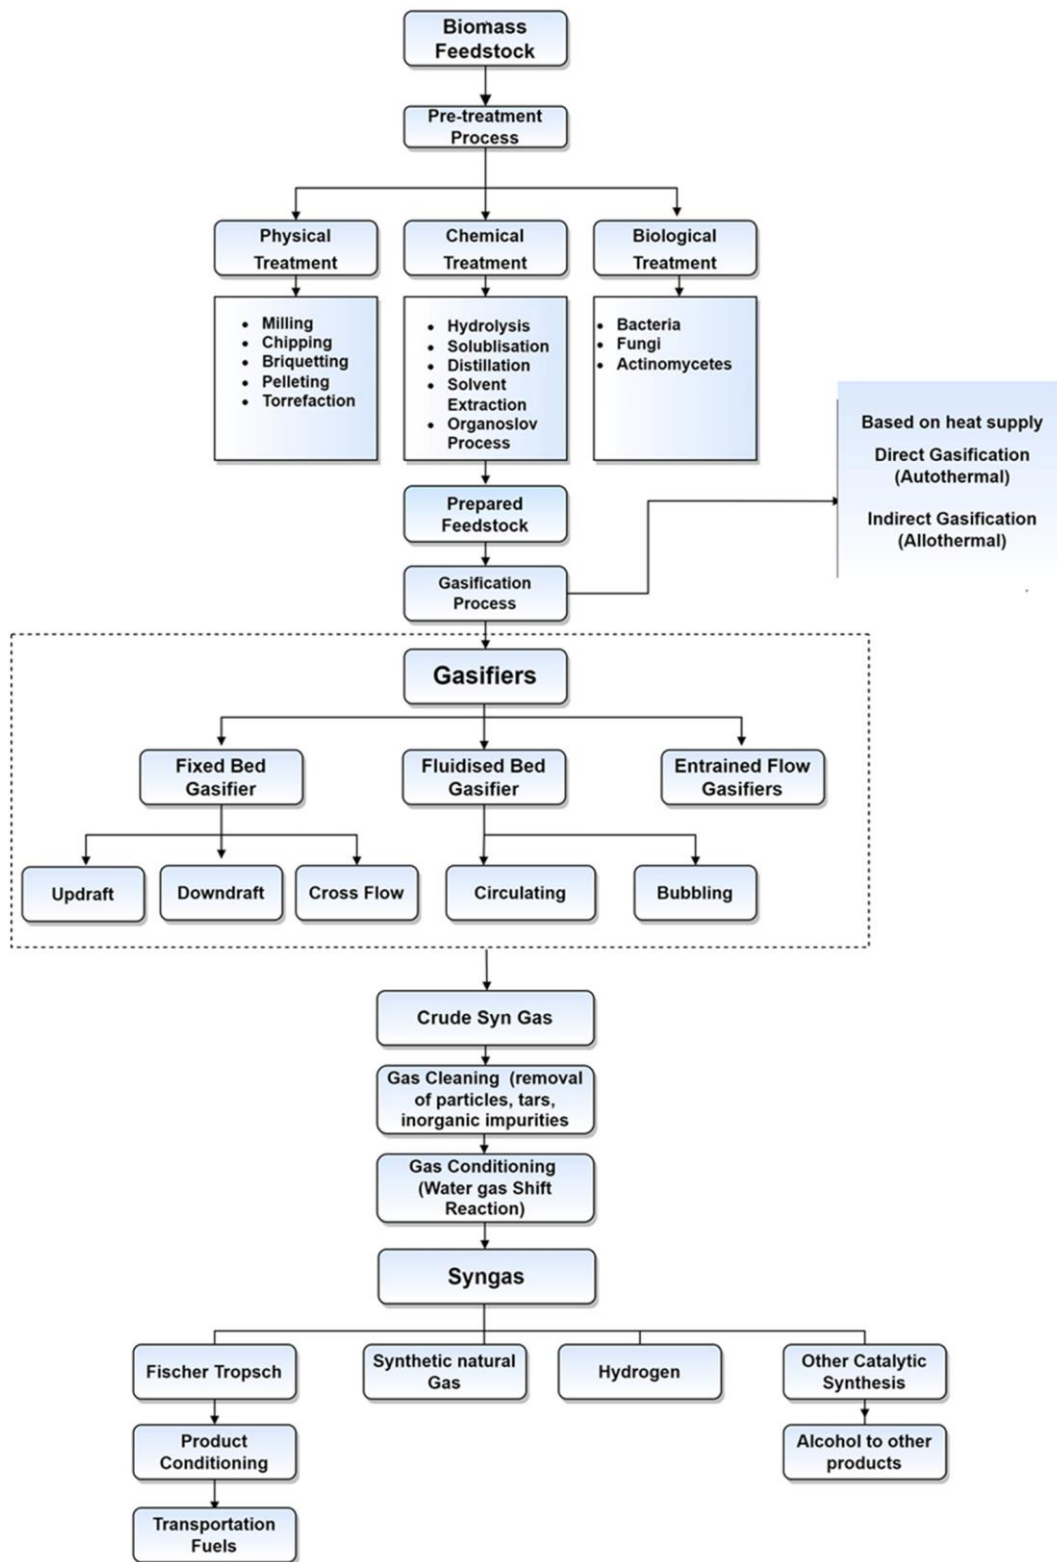 Biomass
Feedstock
Pre-treatment
Process
Physical
Treatment
Chemical
Treatment
Biological
Treatment
• Milling
• Chipping
• Briquetting
• Pelleting
• Torrefaction
• Hydrolysis
• Solublisation
• Distillation
• Solvent
Extraction
• Organoslov
Process
• Bacteria
• Fungi
• Actinomycetes
Based on heat supply
Direct Gasification
(Autothermal)
Indirect Gasification
(Allothermal)
Prepared
Feedstock
Gasification
Process
Gasifiers
Fixed Bed
Gasifier
Fluidised Bed
Gasifier
Entrained Flow
Gasifiers
Updraft
Downdraft
Cross Flow
Circulating
Bubbling
Crude Syn Gas
Gas Cleaning (removal
of particles, tars,
inorganic impurities
Gas Conditioning
(Water gas Shift
Reaction)
Syngas
Fischer Tropsch
Synthetic natural
Gas
Hydrogen
Other Catalytic
Synthesis
Product
Conditioning
Alcohol to other
products
Transportation
Fuels